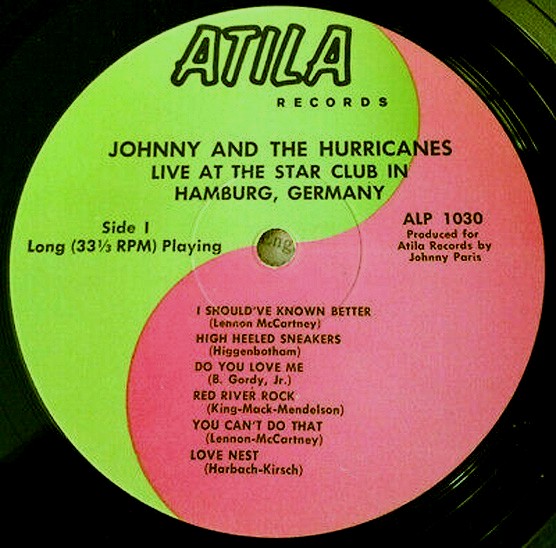 ATILA
RECORDS
JOHNNY AND THE HURRICANES
LIVE AT THE STAR CLUB IN
HAMBURG, GERMANY
Side I
Long (33⅓ RPM) Playing
ALP 1030
Produced for
Atila Records by
Johnny Paris
I SHOULD'VE KNOWN BETTER
(Lennon McCartney)
HIGH HEELED SNEAKERS
(Higgenbotham)
DO YOU LOVE ME
(B. Gordy, Jr.)
RED RIVER ROCK
(King-Mack-Mendelson)
YOU CAN'T DO THAT
(Lennon-McCartney)
LOVE NEST
(Harbach-Kirsch)